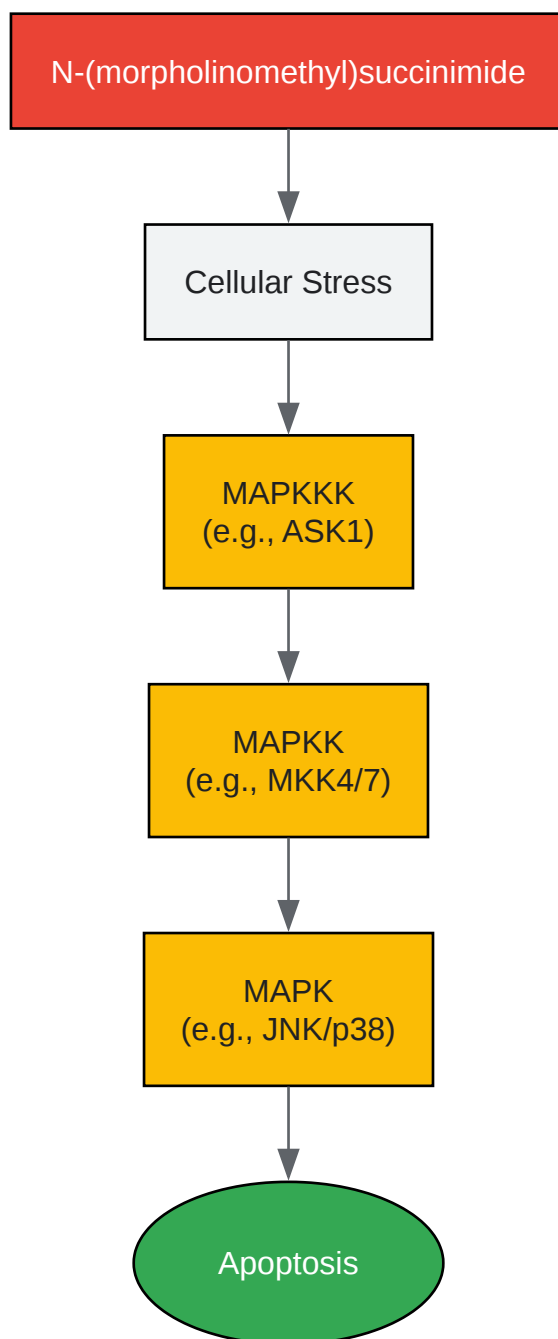 N-(morpholinomethyl)succinimide
Cellular Stress
MAPKKK
(e.g., ASK1)
MAPKK
(e.g., MKK4/7)
MAPK
(e.g., JNK/p38)
Apoptosis